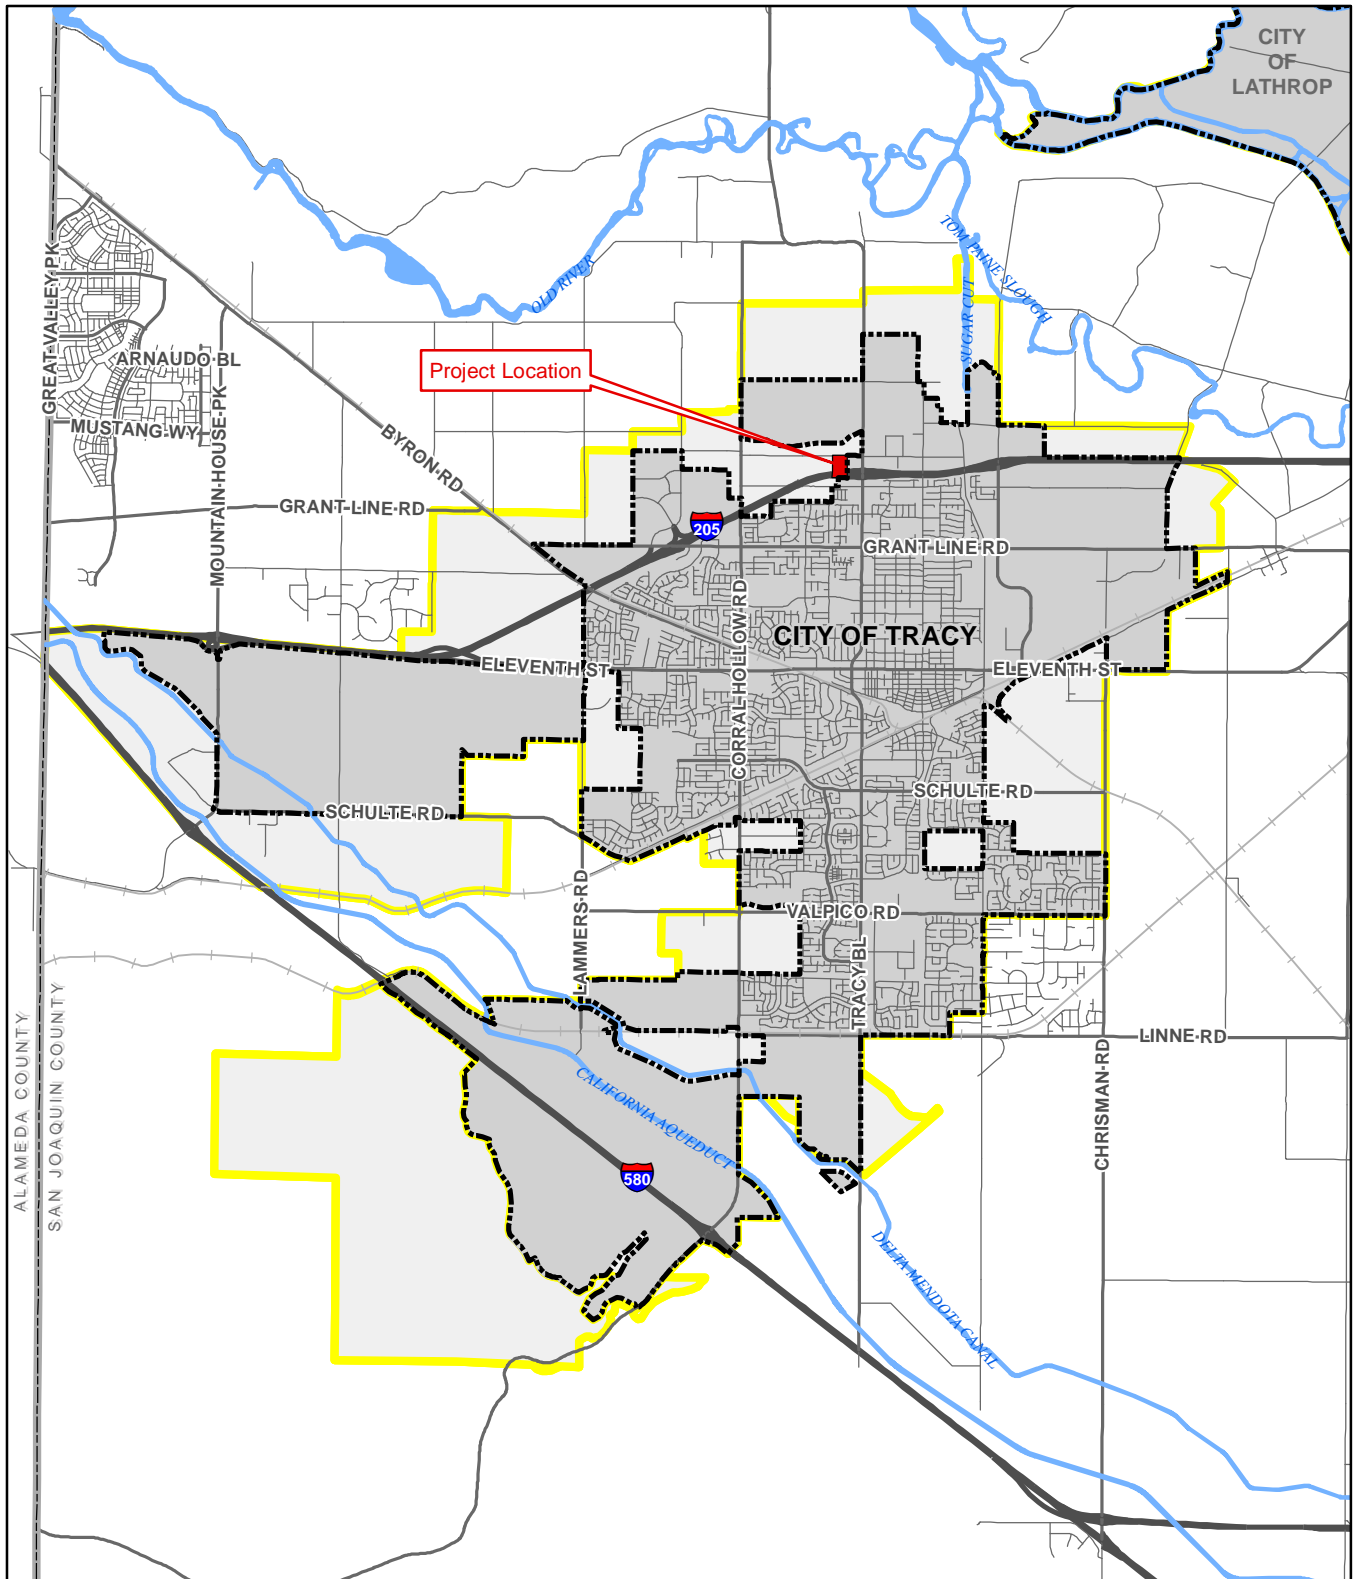 CITY
OF
LATHROP
TOM PAINE SLOUGH
OLD RIVER
SUGAR CUT
GREAT VALLEY PK
ARNAUDO BL
Project Location
MUSTANG WY
MOUNTAIN HOUSE PK
BYRON RD
GRANT LINE RD
205
GRANT LINE RD
CORRAL HOLLOW RD
CITY OF TRACY
ELEVENTH ST
ELEVENTH ST
SCHULTE RD
SCHULTE RD
LAMMERS RD
VALPICO RD
TRACY BL
LINNE RD
CHRISMAN RD
ALAMEDA COUNTY
SAN JOAQUIN COUNTY
CALIFORNIA AQUEDUCT
580
DELTA MENDOTA CANAL